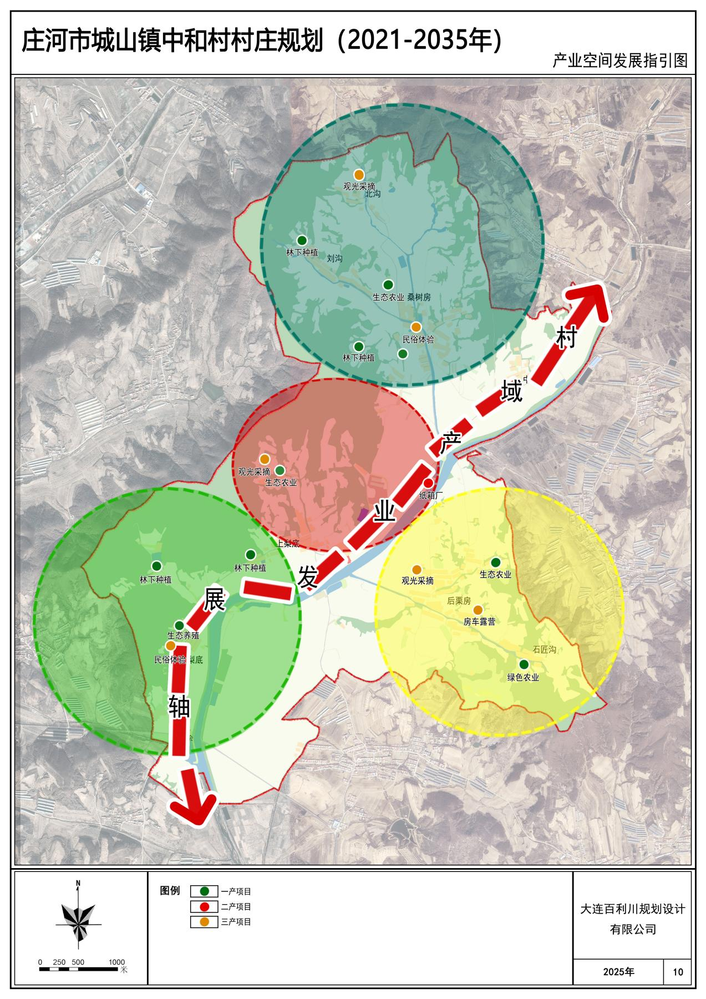 庄河市城山镇中和村村庄规划（2021-2035年）
产业空间发展指引图
观光采摘
北沟
林下种植
刘沟
生态农业
桑树房
民俗体验
林下种植
村
域
产
业
发
展
轴
中
观光采摘
生态农业
纸箱厂
上梨底
林下种植
林下种植
观光采摘
生态农业
后栗房
房车露营
石匠沟
绿色农业
生态养殖
民俗体验
梨底
N
0 250 500 1000
米
图例
一产项目
二产项目
三产项目
大连百利川规划设计
有限公司
2025年
10